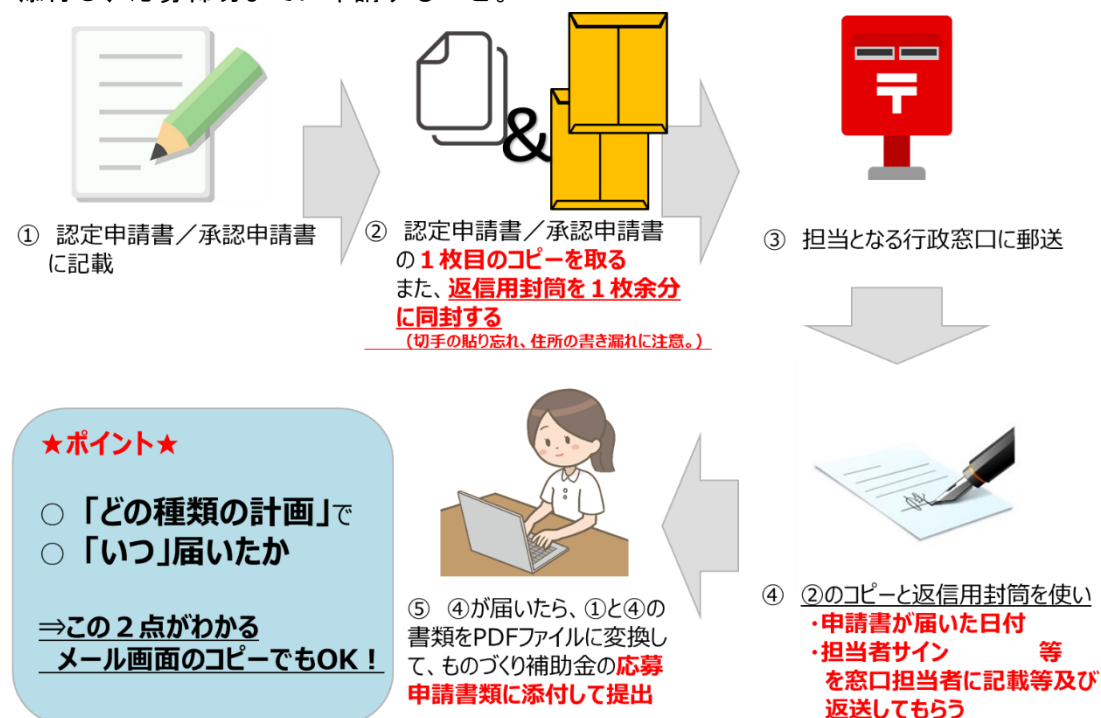 ① 認定申請書／承認申請書
に記載
② 認定申請書／承認申請書
の１枚目のコピーを取る
また、返信用封筒を１枚余分
に同封する
（切手の貼り忘れ、住所の書き漏れに注意。）
&
〒
③ 担当となる行政窓口に郵送
④ ②のコピーと返信用封筒を使い
・申請書が届いた日付
・担当者サイン 等
を窓口担当者に記載等及び
返送してもらう
⑤ ④が届いたら、①と④の
書類をPDFファイルに変換し
て、ものづくり補助金の応募
申請書類に添付して提出
★ポイント★
○ 「どの種類の計画」で
○ 「いつ」届いたか
⇒この２点がわかる
メール画面のコピーでもOK！